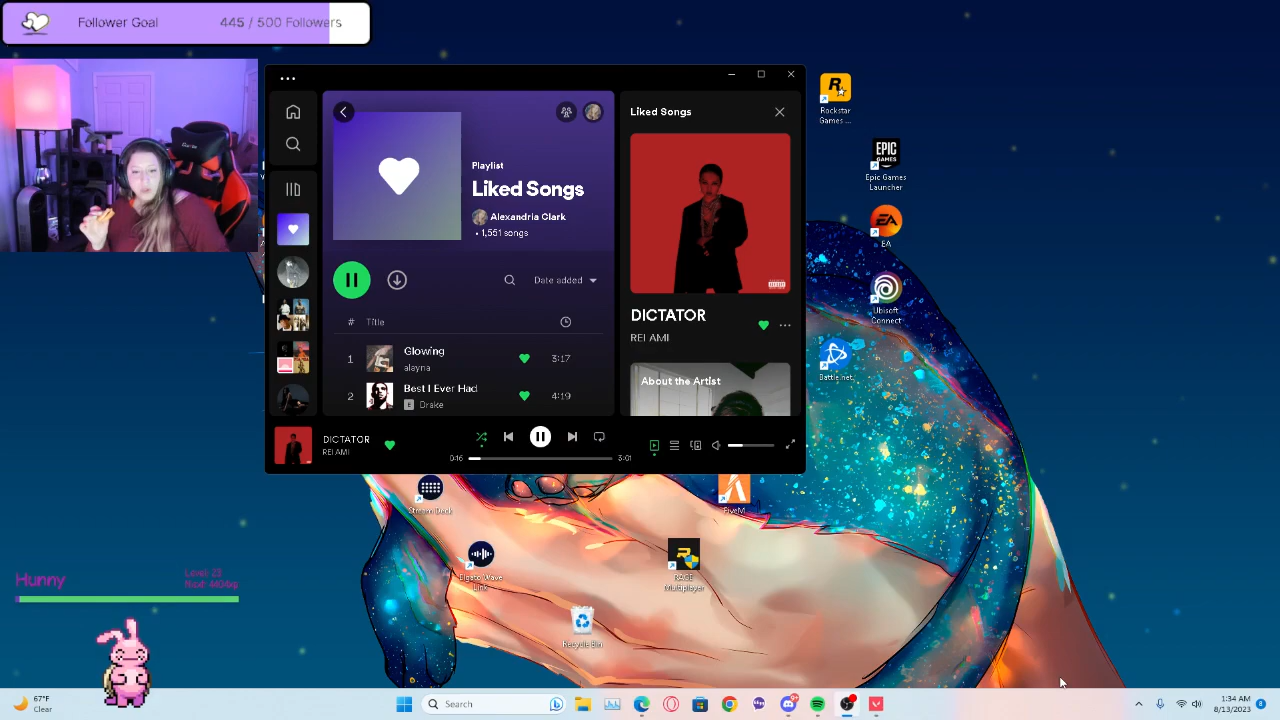 Follower Goal 445 / 500 Followers
Liked Songs
Playlist
Liked Songs
Alexandria Clark
• 1,551 songs
Date added
# Title
1 Glowing 3:17
alayna
2 Best I Ever Had 4:19
E Drake
DICTATOR
REI AMI
About the Artist
DICTATOR
REI AMI
0:16 3:01
Rockstar
Games ...
EPIC
GAMES
Epic Games
Launcher
EA
EA
Ubisoft
Connect
Battle.net
Stream Deck
FiveM
Elgato Wave
Link
RAGE
Multiplayer
Recycle Bin
Hunny
Level: 23
67°F
Clear
Search
1:34 AM
8/13/2023